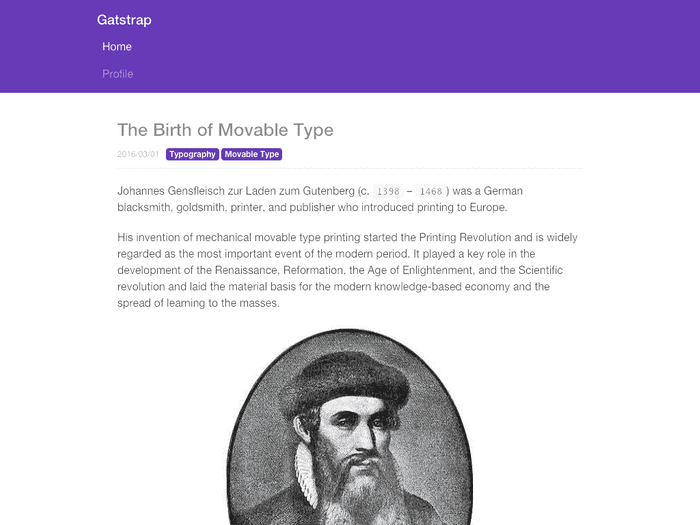 Gatstrap
Home
Profile
The Birth of Movable Type
2016/03/01 Typography Movable Type
Johannes Gensfleisch zur Laden zum Gutenberg (c. 1398 – 1468 ) was a German
blacksmith, goldsmith, printer, and publisher who introduced printing to Europe.
His invention of mechanical movable type printing started the Printing Revolution and is widely
regarded as the most important event of the modern period. It played a key role in the
development of the Renaissance, Reformation, the Age of Enlightenment, and the Scientific
revolution and laid the material basis for the modern knowledge-based economy and the
spread of learning to the masses.